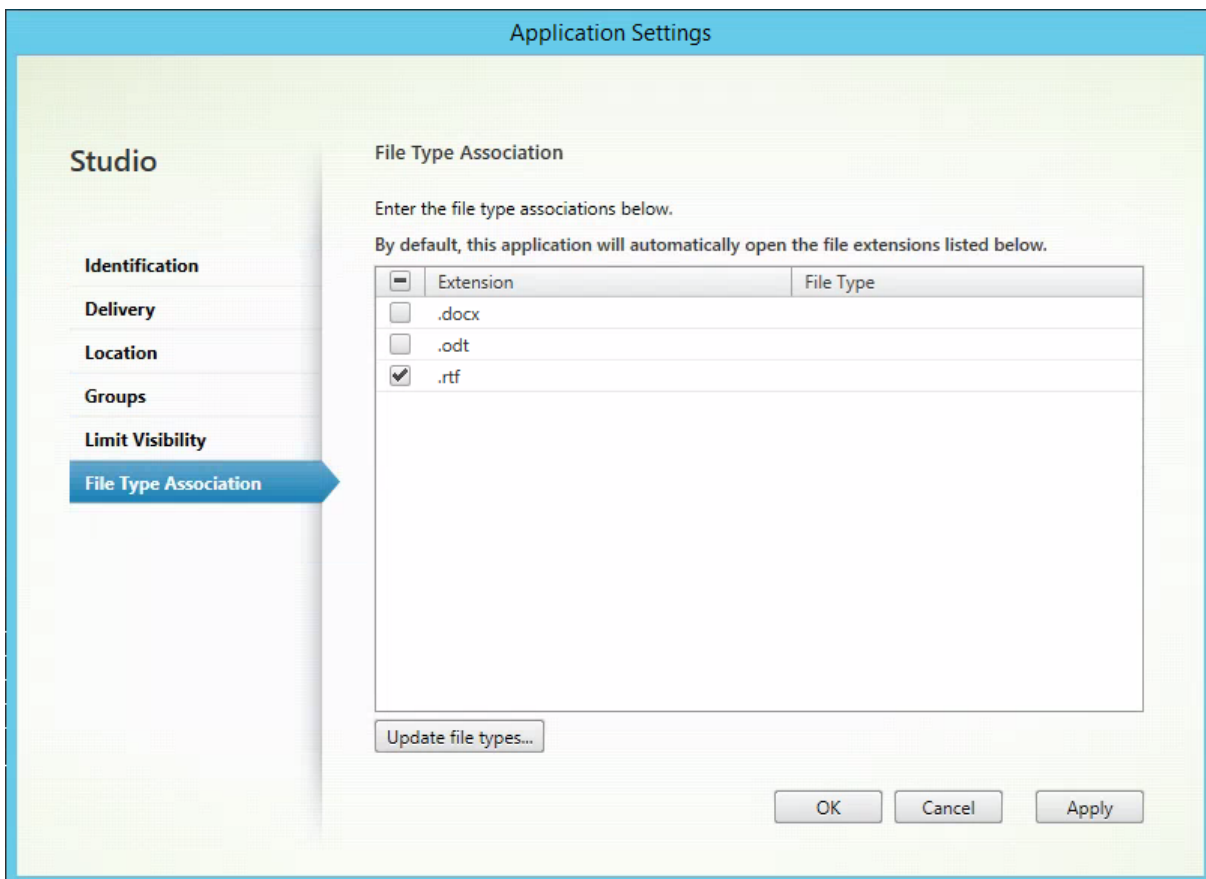 Application Settings
Studio
Identification
Delivery
Location
Groups
Limit Visibility
File Type Association
File Type Association
Enter the file type associations below.
By default, this application will automatically open the file extensions listed below.
Extension File Type
.docx
.odt
.rtf
Update file types...
OK Cancel Apply